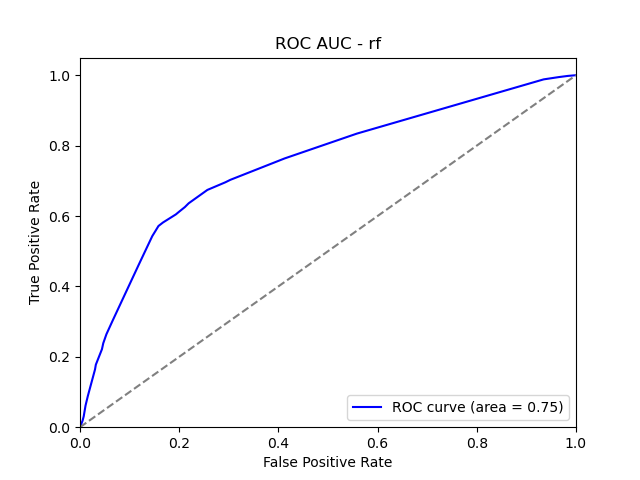 ROC AUC - rf
True Positive Rate
1.0
0.8
0.6
0.4
0.2
0.0
ROC curve (area = 0.75)
0.0 0.2 0.4 0.6 0.8 1.0
False Positive Rate